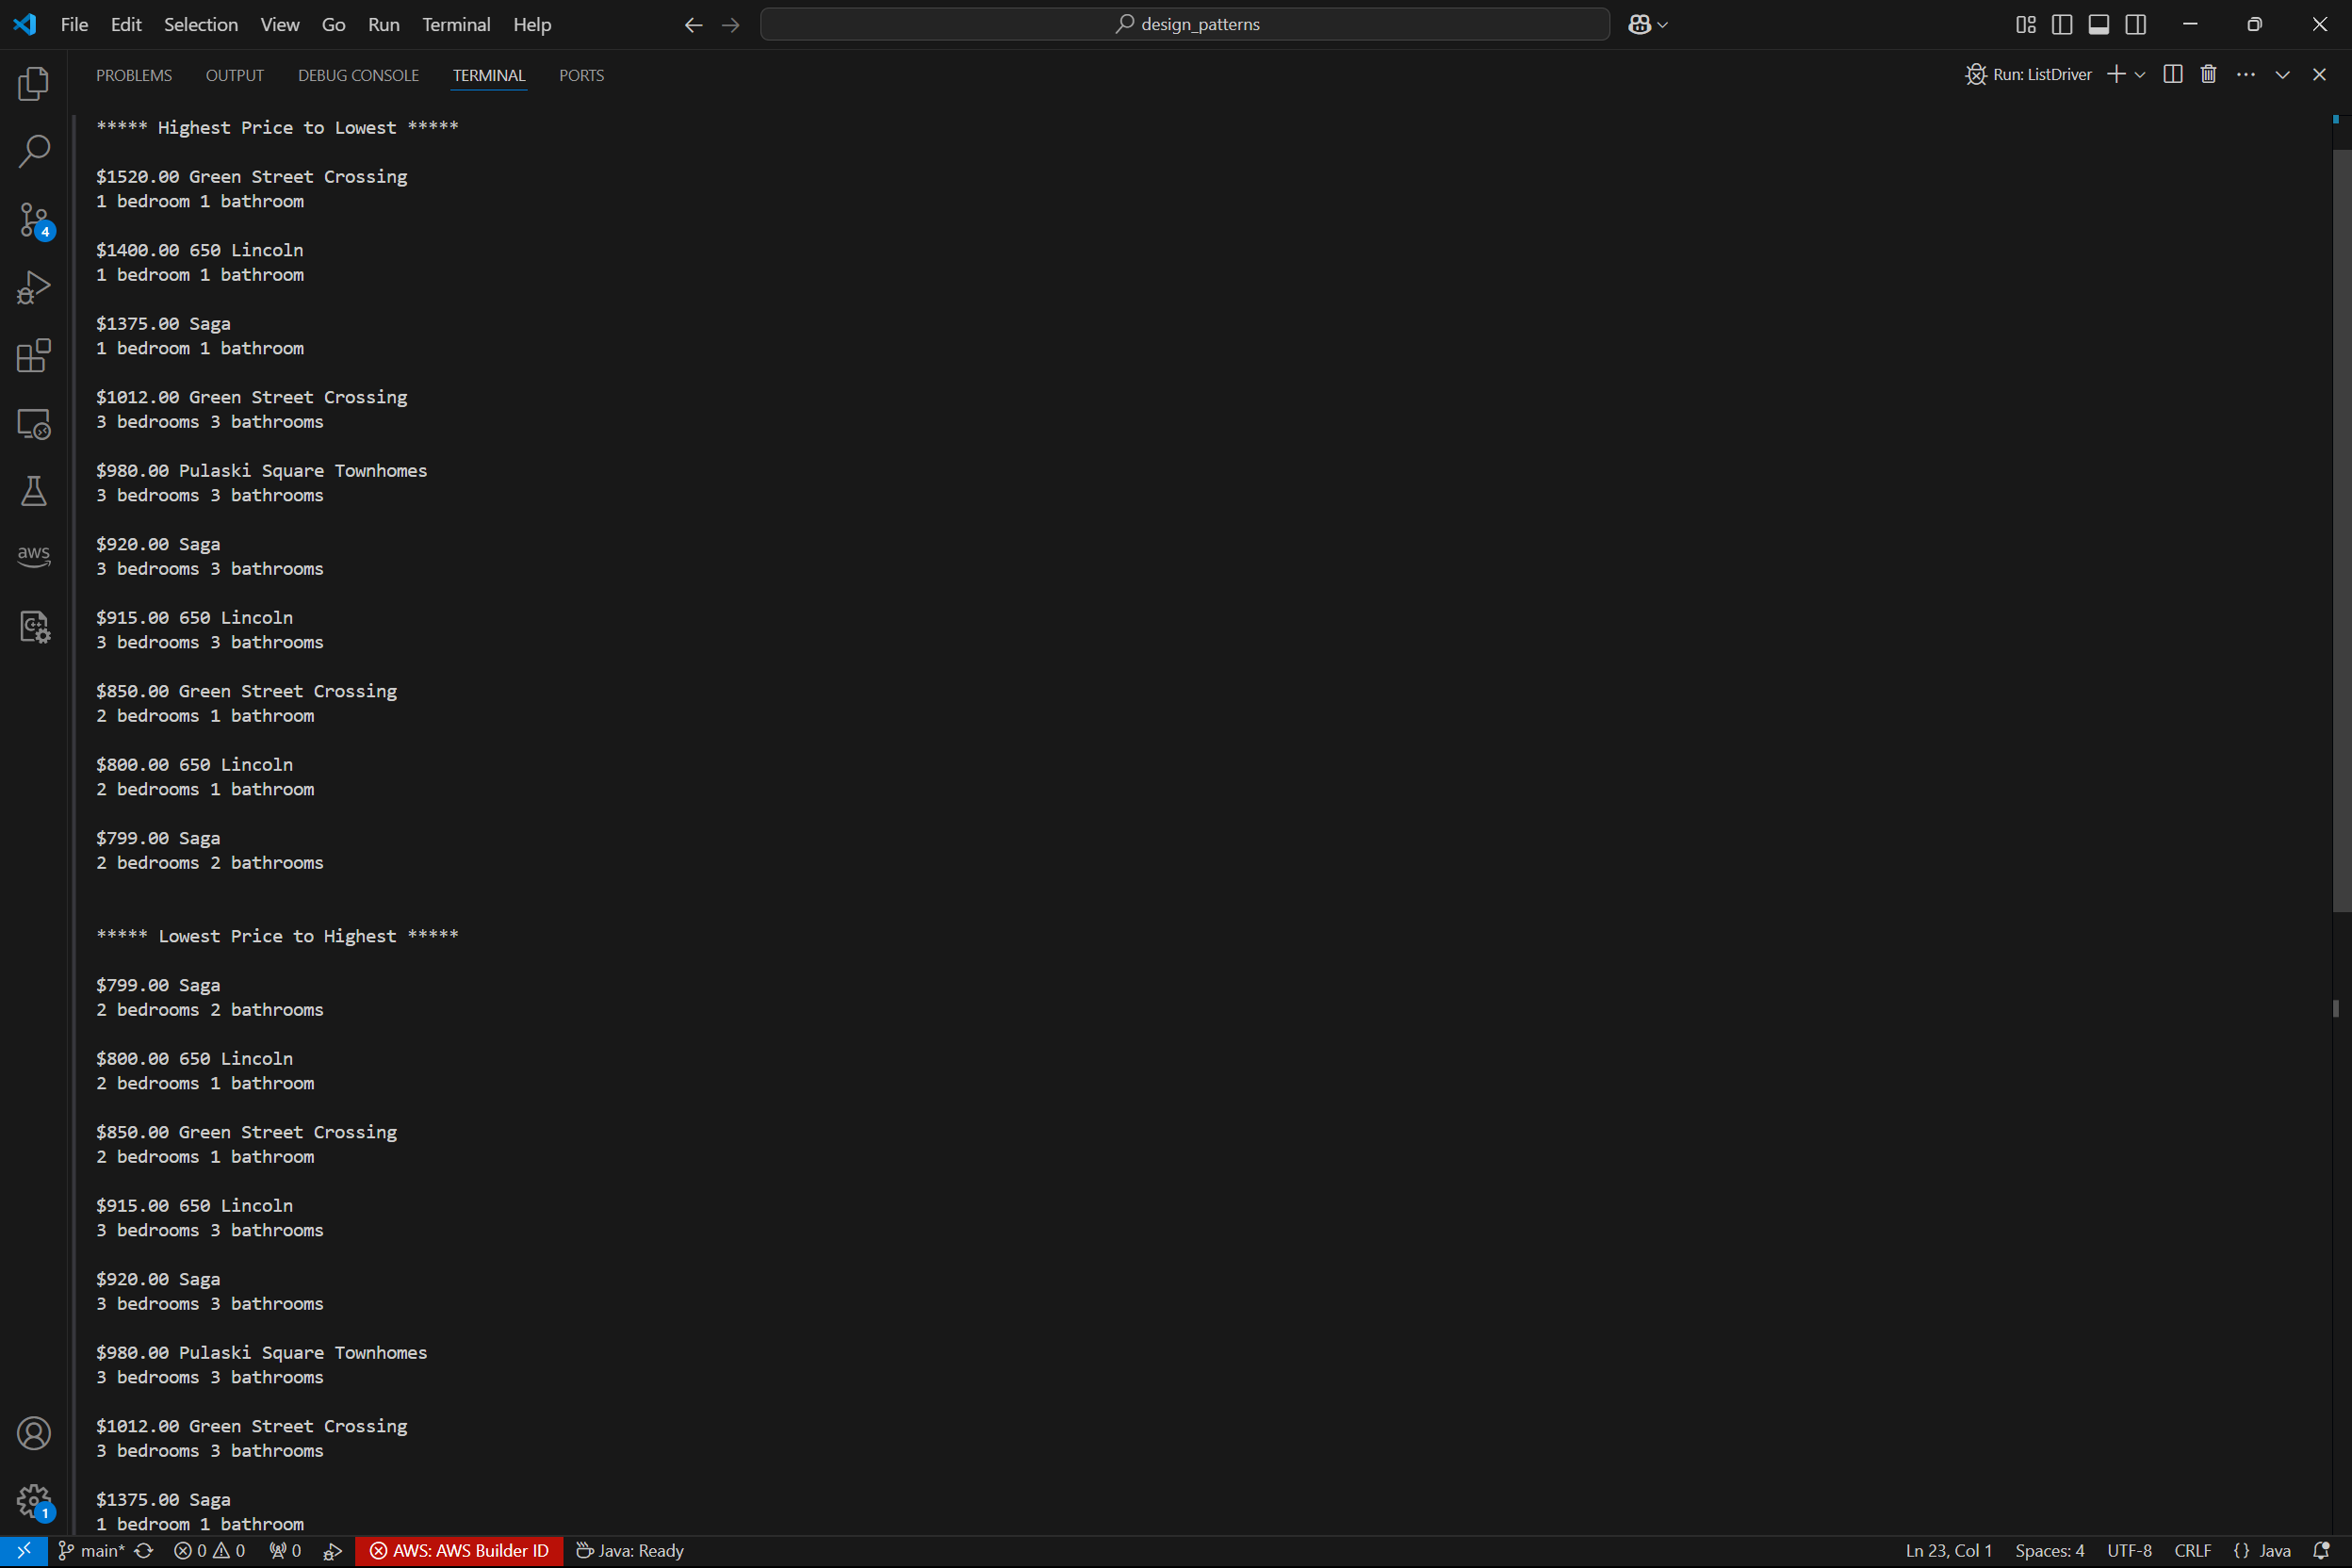 File Edit Selection View Go Run Terminal Help design_patterns
PROBLEMS OUTPUT DEBUG CONSOLE TERMINAL PORTS Run: ListDriver
***** Highest Price to Lowest *****
$1520.00 Green Street Crossing
1 bedroom 1 bathroom
$1400.00 650 Lincoln
1 bedroom 1 bathroom
$1375.00 Saga
1 bedroom 1 bathroom
$1012.00 Green Street Crossing
3 bedrooms 3 bathrooms
$980.00 Pulaski Square Townhomes
3 bedrooms 3 bathrooms
$920.00 Saga
3 bedrooms 3 bathrooms
$915.00 650 Lincoln
3 bedrooms 3 bathrooms
$850.00 Green Street Crossing
2 bedrooms 1 bathroom
$800.00 650 Lincoln
2 bedrooms 1 bathroom
$799.00 Saga
2 bedrooms 2 bathrooms
***** Lowest Price to Highest *****
$799.00 Saga
2 bedrooms 2 bathrooms
$800.00 650 Lincoln
2 bedrooms 1 bathroom
$850.00 Green Street Crossing
2 bedrooms 1 bathroom
$915.00 650 Lincoln
3 bedrooms 3 bathrooms
$920.00 Saga
3 bedrooms 3 bathrooms
$980.00 Pulaski Square Townhomes
3 bedrooms 3 bathrooms
$1012.00 Green Street Crossing
3 bedrooms 3 bathrooms
$1375.00 Saga
1 bedroom 1 bathroom
4
aws
C++
1
main* 0 0 0 AWS: AWS Builder ID Java: Ready Ln 23, Col 1 Spaces: 4 UTF-8 CRLF {} Java